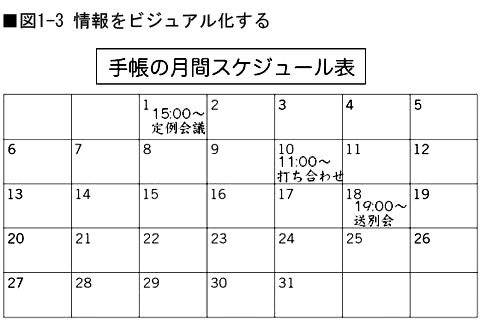 ■図1-3 情報をビジュアル化する
手帳の月間スケジュール表
1 2 3 4 5
15:00～
定例会議
6 7 8 9 10 11 12
11:00～
打ち合わせ
13 14 15 16 17 18 19
19:00～
送別会
20 21 22 23 24 25 26
27 28 29 30 31